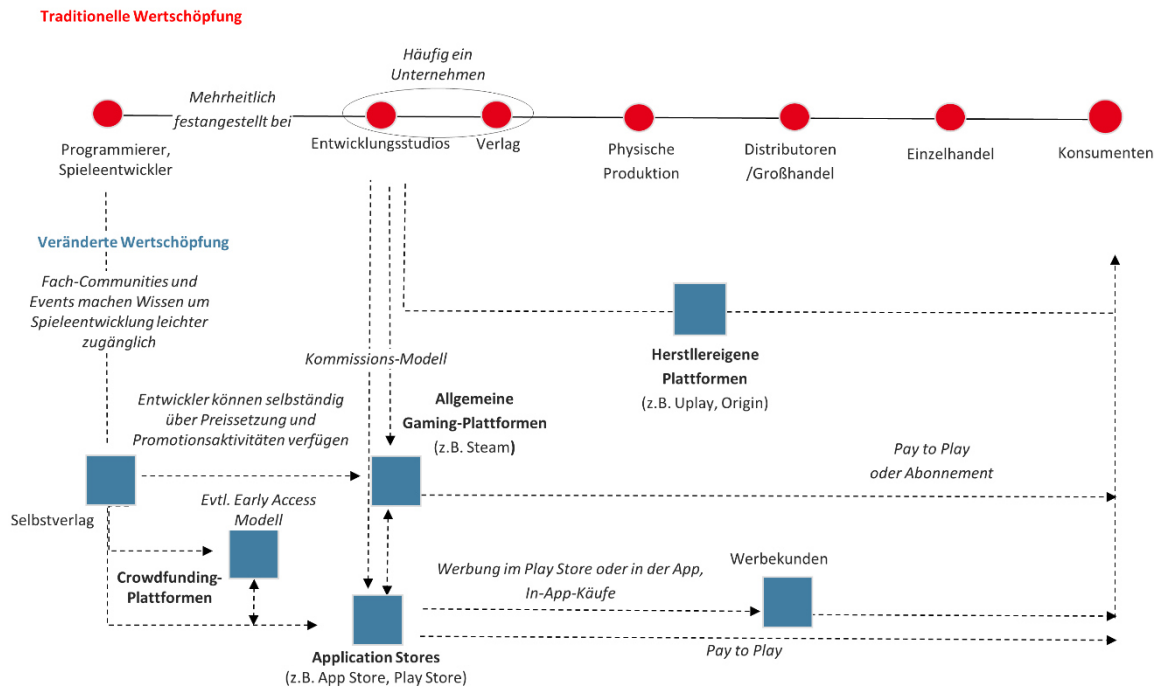 Traditionelle Wertschöpfung
Häufig ein
Unternehmen
Mehrheitlich
festangestellt bei
Programmierer,
Spieleentwickler
Entwicklungsstudios
Verlag
Physische
Produktion
Distributoren
/Großhandel
Einzelhandel
Konsumenten
Veränderte Wertschöpfung
Fach-Communities und
Events machen Wissen um
Spieleentwicklung leichter
zugänglich
Kommissions-Modell
Herstllereigene
Plattformen
(z.B. Uplay, Origin)
Entwickler können selbständig
über Preissetzung und
Promotionsaktivitäten verfügen
Allgemeine
Gaming-Plattformen
(z.B. Steam)
Pay to Play
oder Abonnement
Selbstverlag
Evtl. Early Access
Modell
Crowdfunding-
Plattformen
Werbung im Play Store oder in der App,
In-App-Käufe
Werbekunden
Pay to Play
Application Stores
(z.B. App Store, Play Store)